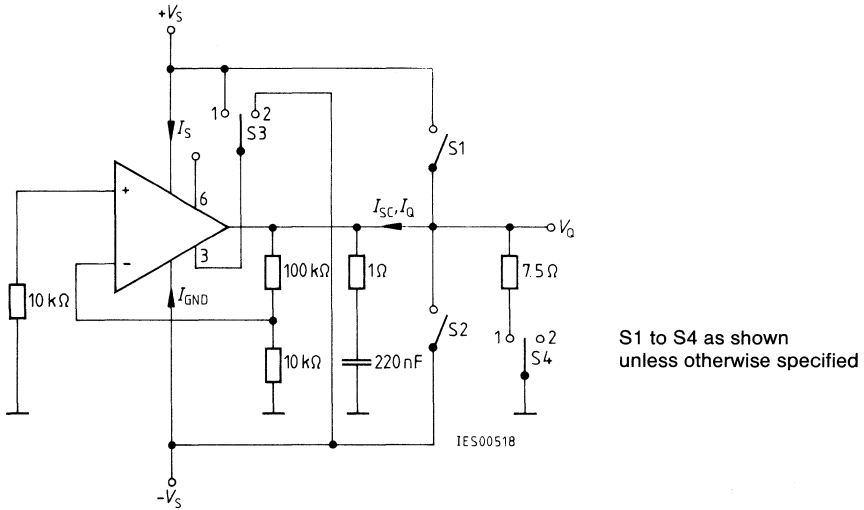 +VS
1
2
S3
IS
S1
6
+
ISC, IQ
VQ
3
−
100 kΩ
1Ω
7.5Ω
10 kΩ
IGND
S2
1
2
S4
10 kΩ
220 nF
S1 to S4 as shown
unless otherwise specified
IES00518
−VS